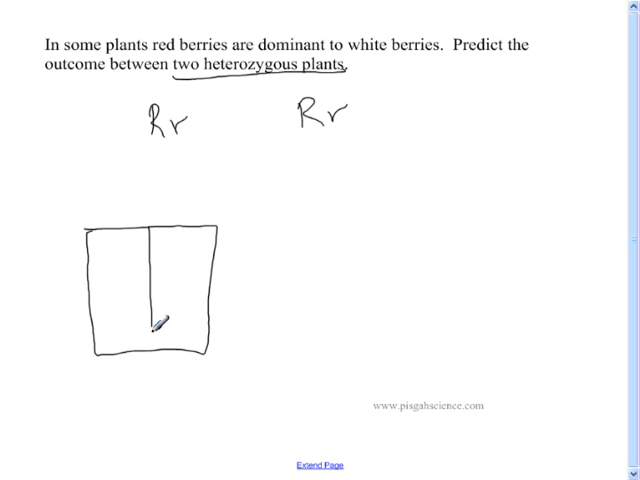 In some plants red berries are dominant to white berries.  Predict the
outcome between two heterozygous plants.
Rr Rr
www.pisgahscience.com
Extend Page